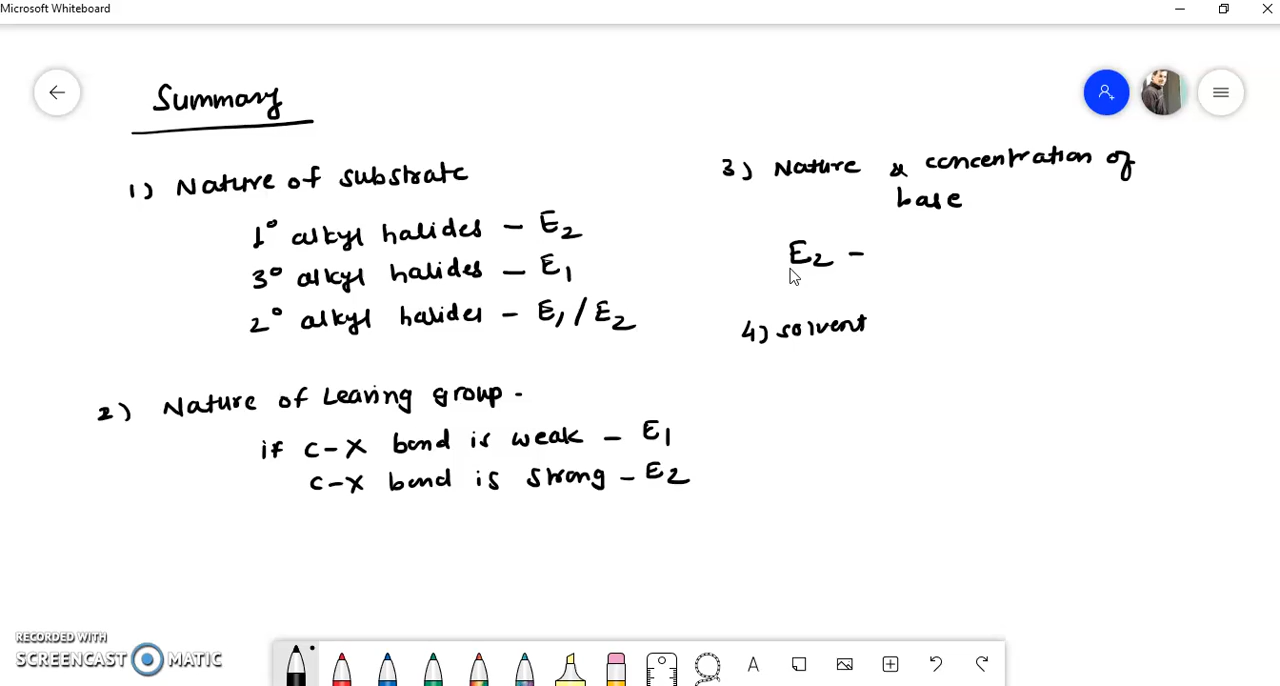 Microsoft Whiteboard
Summary
1) Nature of substrate
1° alkyl halides - E2
3° alkyl halides - E1
2° alkyl halides - E1/E2
2) Nature of Leaving group -
if C-X bond is weak - E1
C-X bond is strong - E2
3) Nature & concentration of
base
E2 -
4) solvent
RECORDED WITH
SCREENCAST MATIC
A